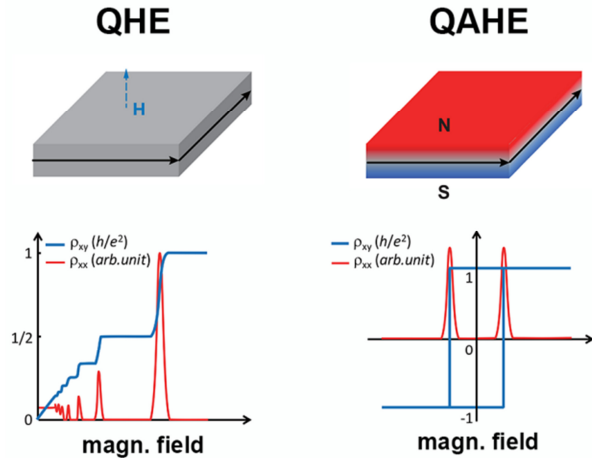 QHE
QAHE
H
N
S
ρxy (h/e²)
ρxx (arb.unit)
1
1/2
0
magn. field
ρxy (h/e²)
ρxx (arb.unit)
1
0
-1
magn. field